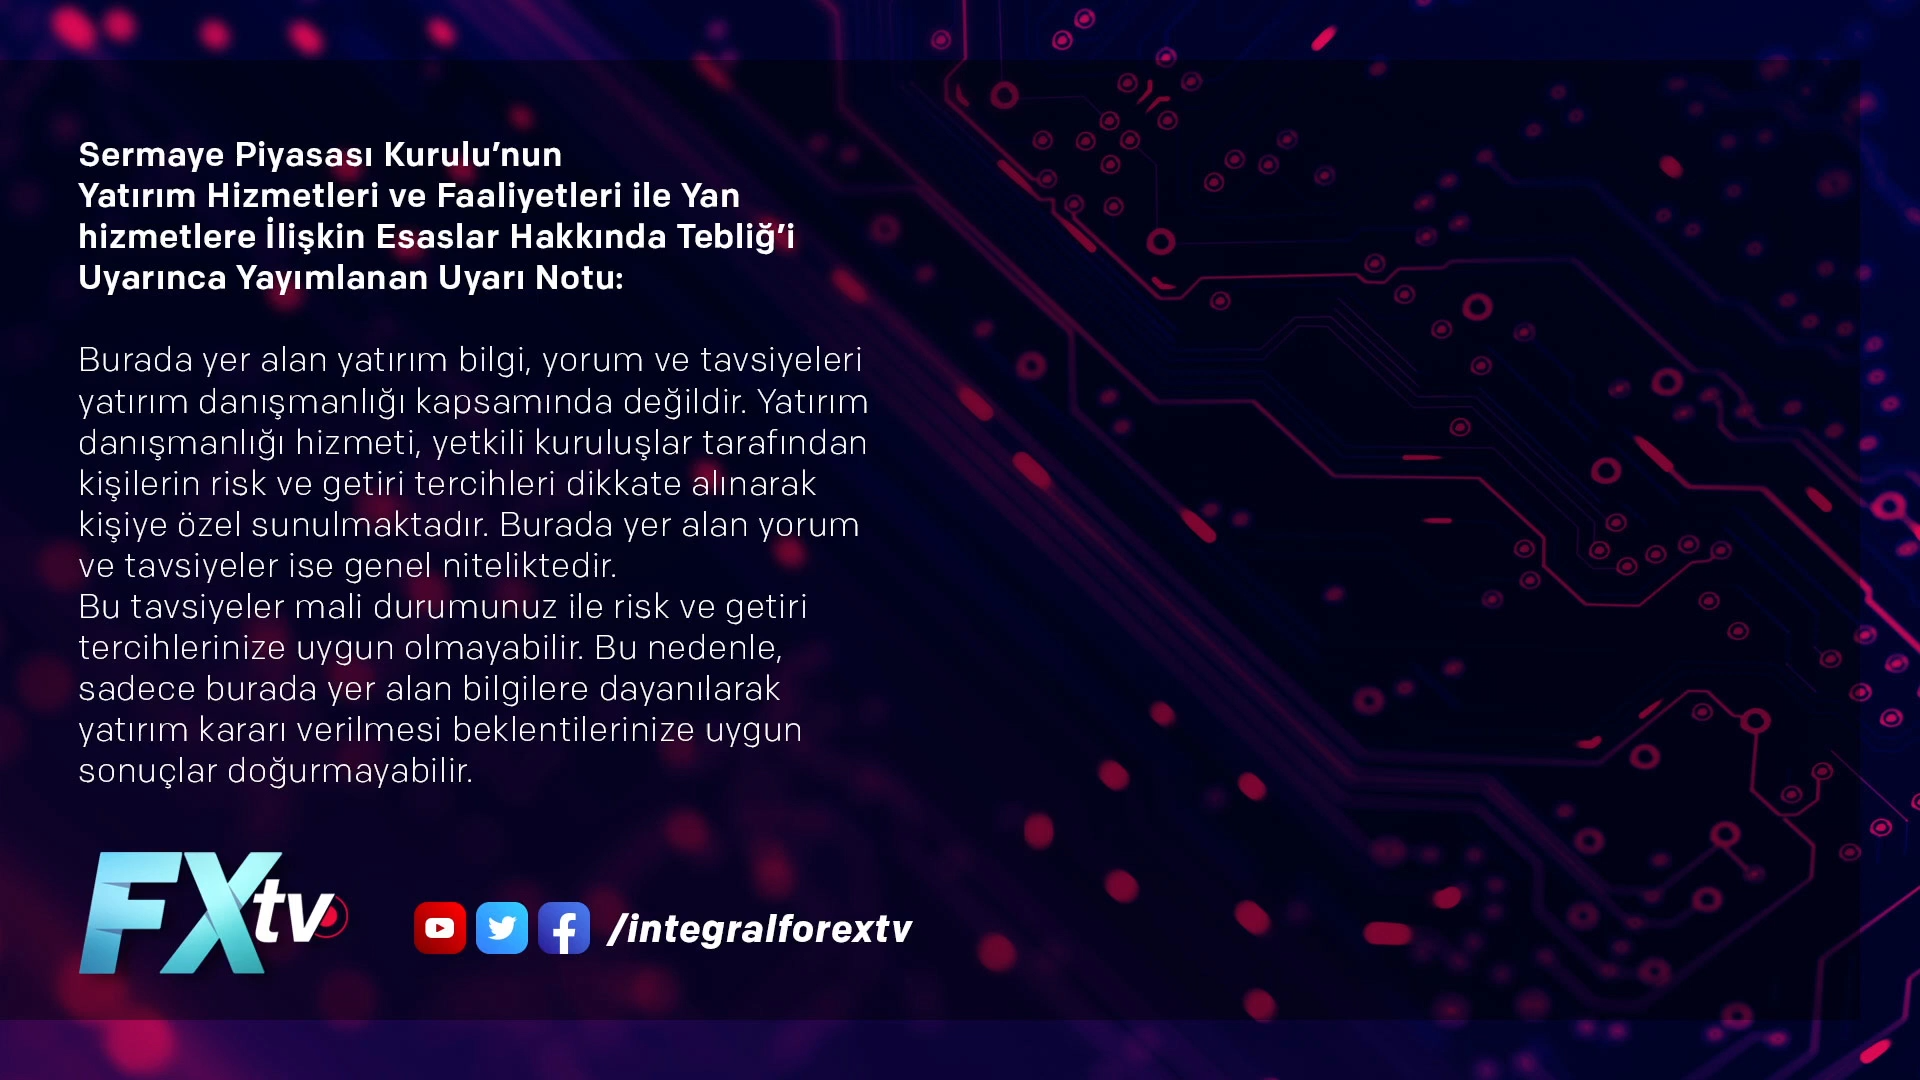 Sermaye Piyasası Kurulu’nun
Yatırım Hizmetleri ve Faaliyetleri ile Yan
hizmetlere İlişkin Esaslar Hakkında Tebliğ’i
Uyarınca Yayımlanan Uyarı Notu:
Burada yer alan yatırım bilgi, yorum ve tavsiyeleri
yatırım danışmanlığı kapsamında değildir. Yatırım
danışmanlığı hizmeti, yetkili kuruluşlar tarafından
kişilerin risk ve getiri tercihleri dikkate alınarak
kişiye özel sunulmaktadır. Burada yer alan yorum
ve tavsiyeler ise genel niteliktedir.
Bu tavsiyeler mali durumunuz ile risk ve getiri
tercihlerinize uygun olmayabilir. Bu nedenle,
sadece burada yer alan bilgilere dayanılarak
yatırım kararı verilmesi beklentilerinize uygun
sonuçlar doğurmayabilir.
FXtv
/integralforextv